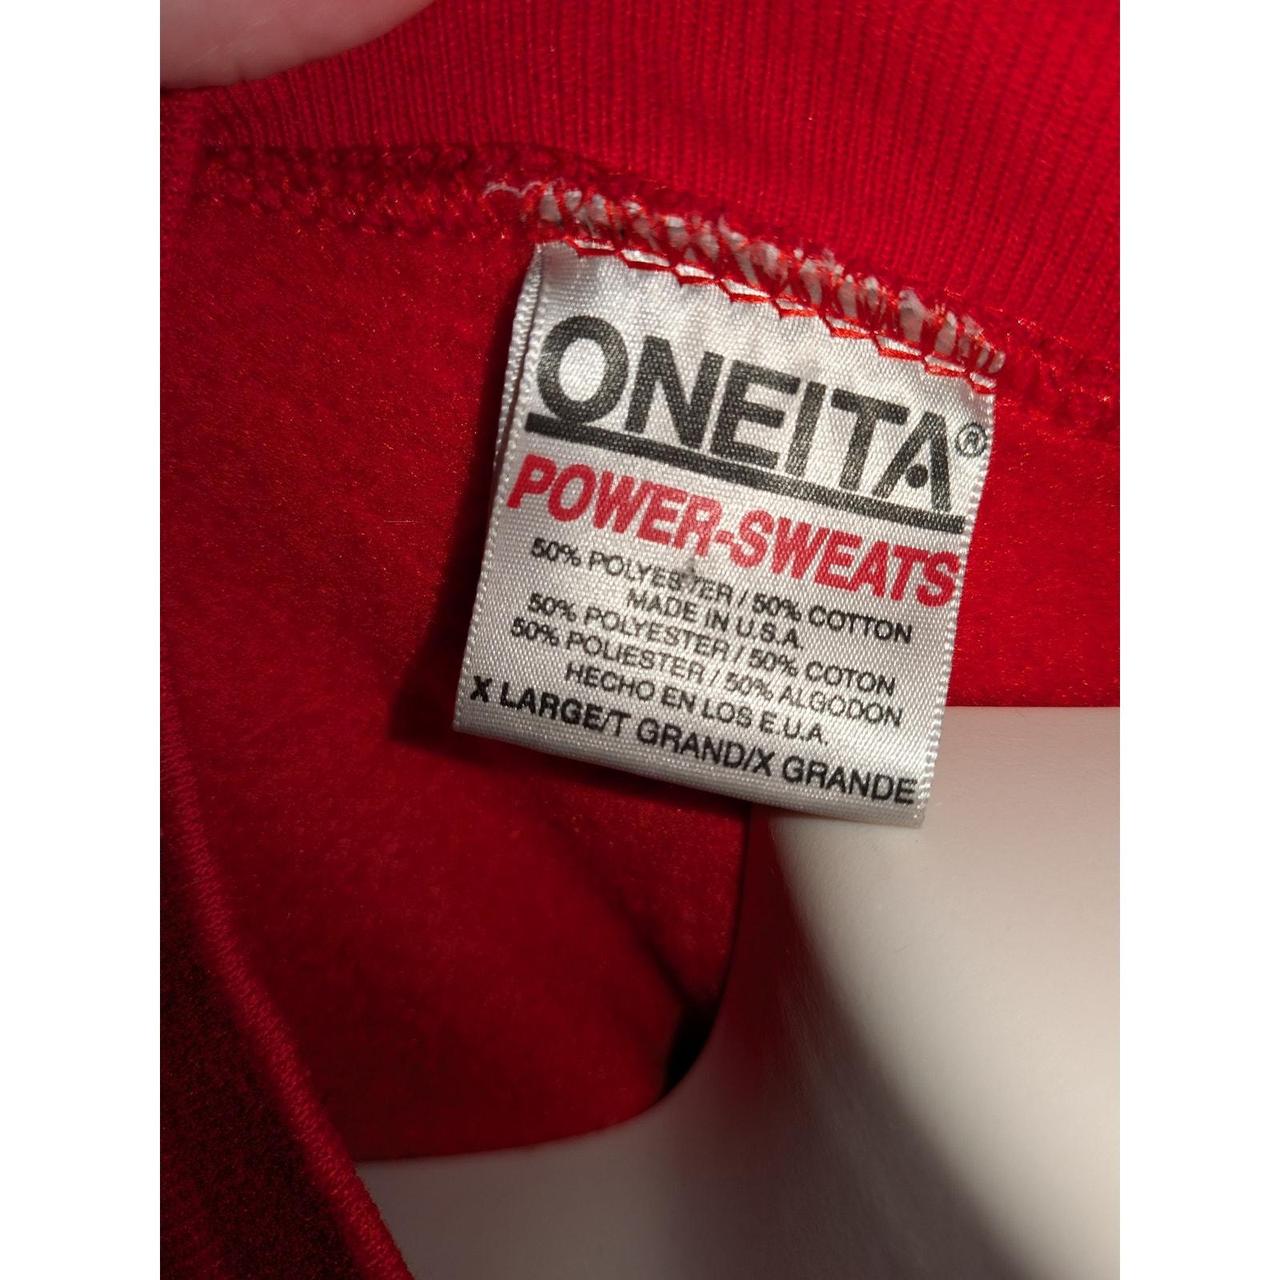 ONEITA®
POWER-SWEATS
50% POLYESTER / 50% COTTON
MADE IN U.S.A.
50% POLYESTER / 50% COTON
50% POLIESTER / 50% ALGODON
HECHO EN LOS E.U.A.
X LARGE/T GRAND/X GRANDE